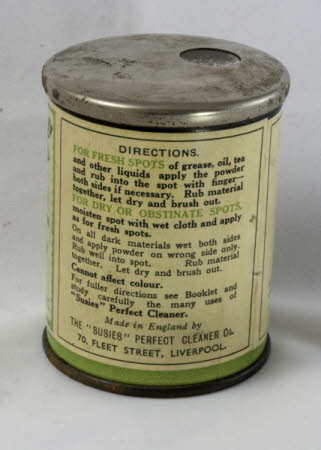 DIRECTIONS.
FOR FRESH SPOTS of grease, oil, tea
and other liquids apply the powder
and rub into the spot with finger—
both sides if necessary. Rub material
together, let dry and brush out.
FOR DRY OR OBSTINATE SPOTS,
moisten spot with wet cloth and apply
as for fresh spots.
On all dark materials wet both sides
and apply powder on wrong side only.
Rub well into spot. Rub material
together. Let dry and brush out.
Cannot affect colour.
For fuller directions see Booklet and
study carefully the many uses of
"Susies" Perfect Cleaner.
Made in England by
THE "SUSIES" PERFECT CLEANER Co.
70, FLEET STREET, LIVERPOOL.